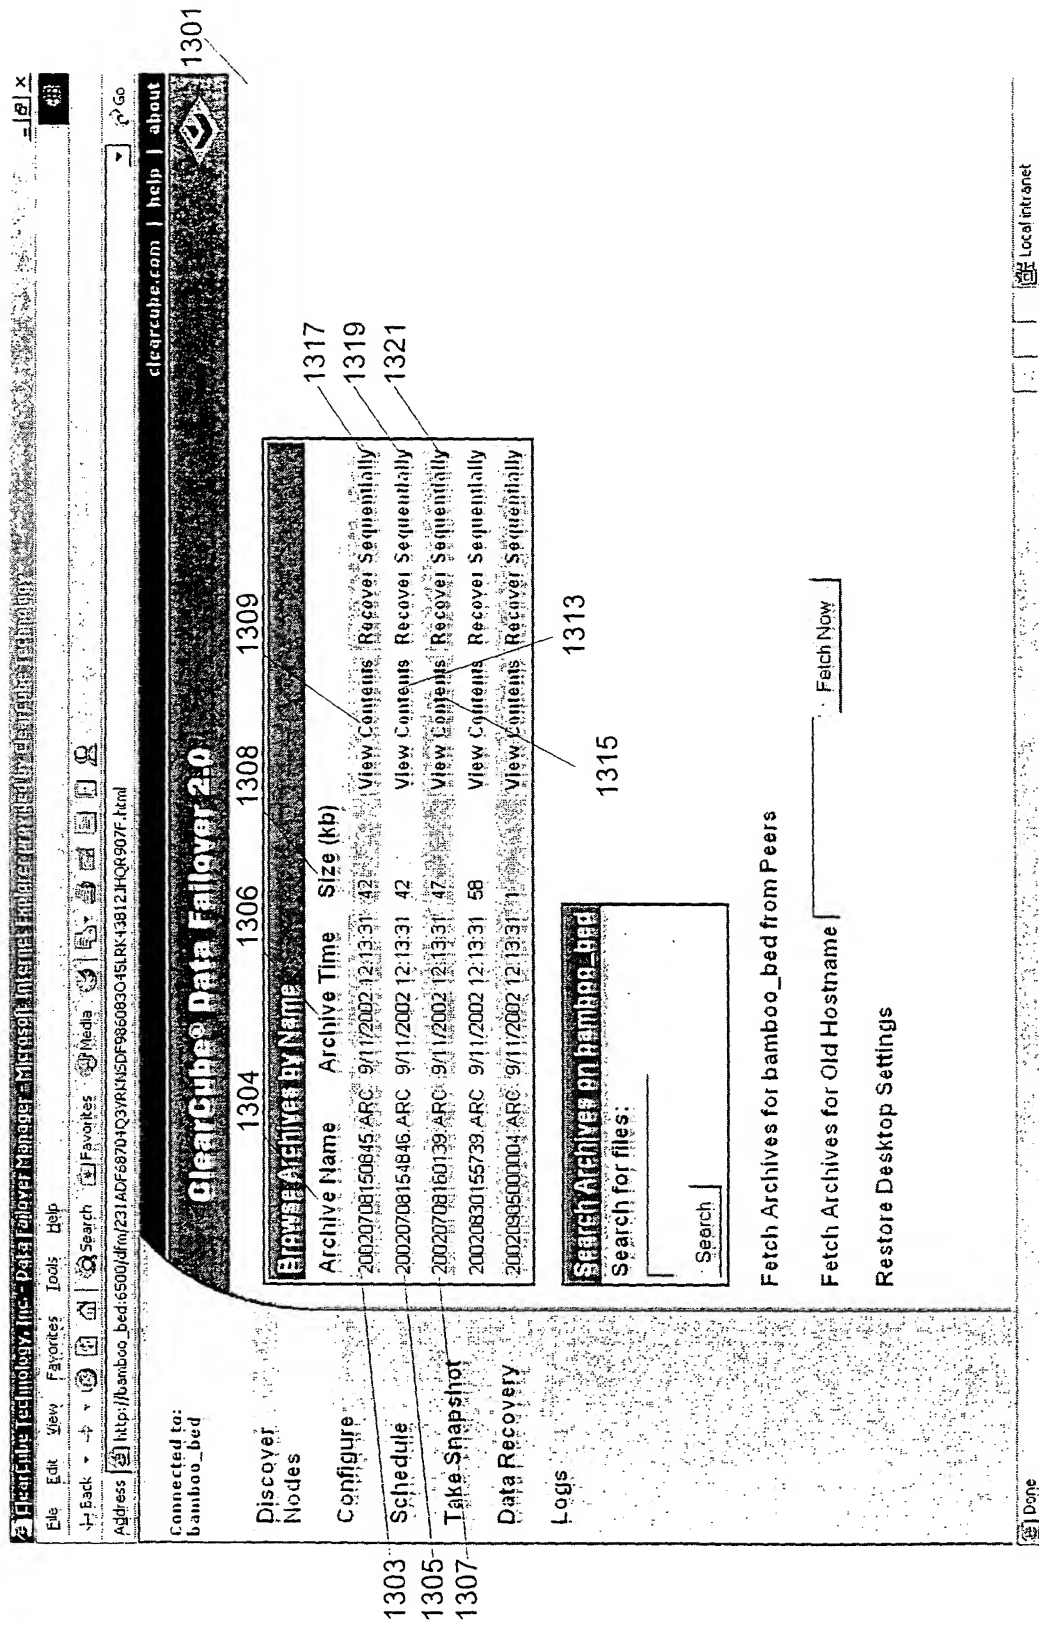 ClearCube Technology, Inc. - Data Failover Manager - Microsoft Internet Explorer provided by ClearCube Technology
File Edit View Favorites Tools Help
Back Search Favorites Media
Address http://bamboo_bed:6500/dfm/
Go
clearcube.com | help | about
1301
Connected to:
bamboo_bed
ClearCube® Data Failover 2.0
Discover
Nodes
Configure
Schedule
Take Snapshot
Data Recovery
Logs
1304 1306 1308 1309
Browse Archives by Name
Archive Name Archive Time Size (kb)
20020708150845.ARC 9/11/2002 12:13:31 42 View Contents Recover Sequentially
20020708154846.ARC 9/11/2002 12:13:31 42 View Contents Recover Sequentially
20020708160139.ARC 9/11/2002 12:13:31 47 View Contents Recover Sequentially
20020830155739.ARC 9/11/2002 12:13:31 58 View Contents Recover Sequentially
20020905000004.ARC 9/11/2002 12:13:31 1 View Contents Recover Sequentially
1317
1319
1321
1303
1305
1307
1313
1315
Search Archives on bamboo_bed
Search for files:
Search
Fetch Archives for bamboo_bed from Peers
Fetch Archives for Old Hostname Fetch Now
Restore Desktop Settings
Done Local intranet